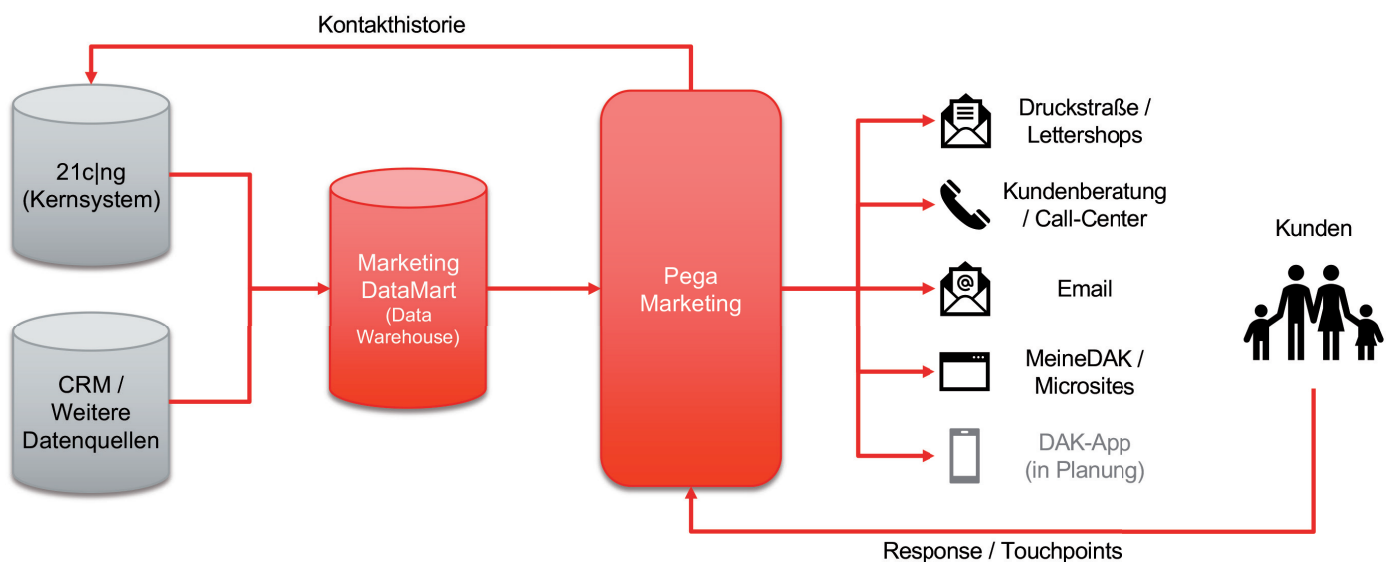 Kontakthistorie
21c|ng
(Kernsystem)
CRM /
Weitere
Datenquellen
Marketing
DataMart
(Data
Warehouse)
Pega
Marketing
Druckstraße /
Lettershops
Kundenberatung
/ Call-Center
Email
MeineDAK /
Microsites
DAK-App
(in Planung)
Kunden
Response / Touchpoints